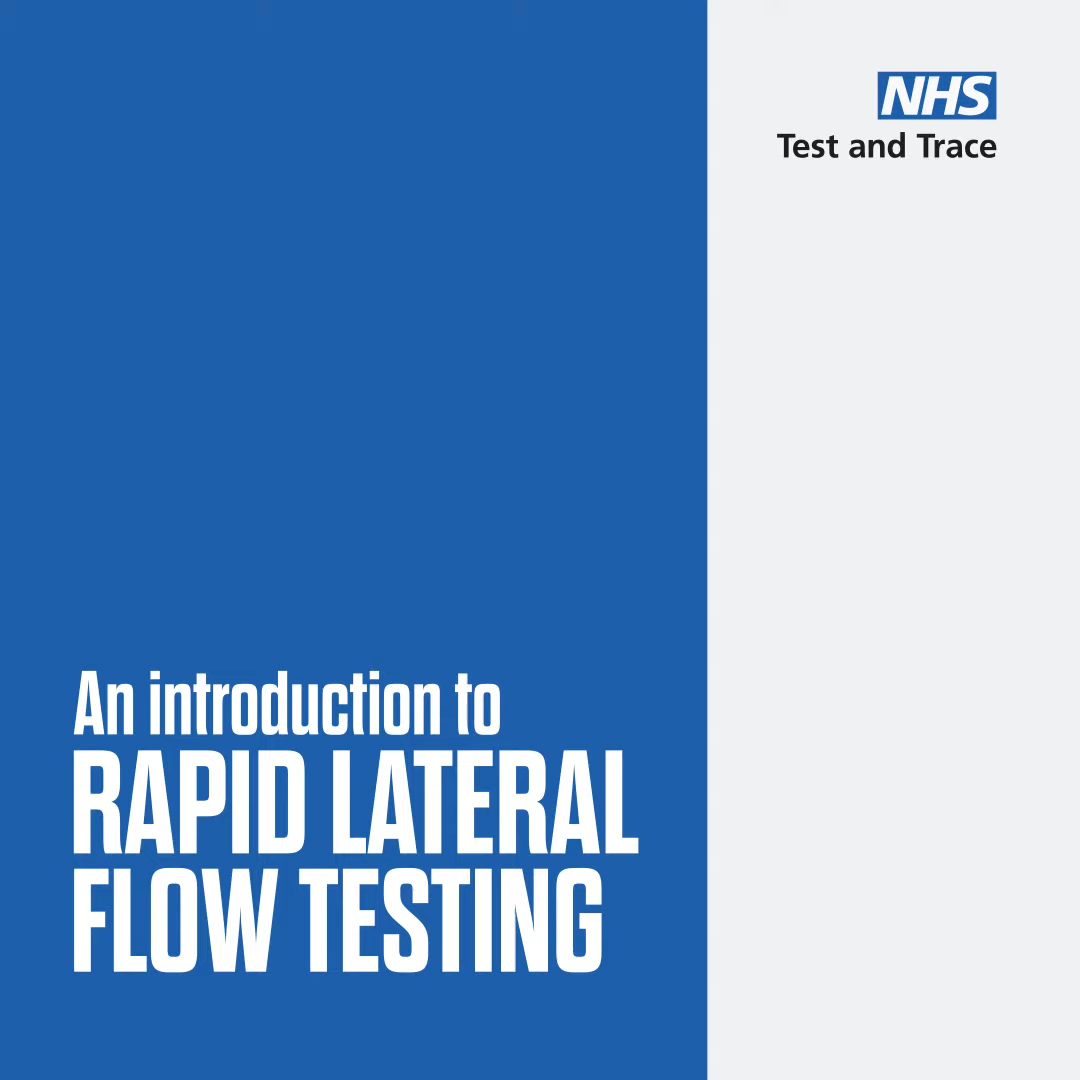 NHS
Test and Trace
An introduction to
RAPID LATERAL
FLOW TESTING